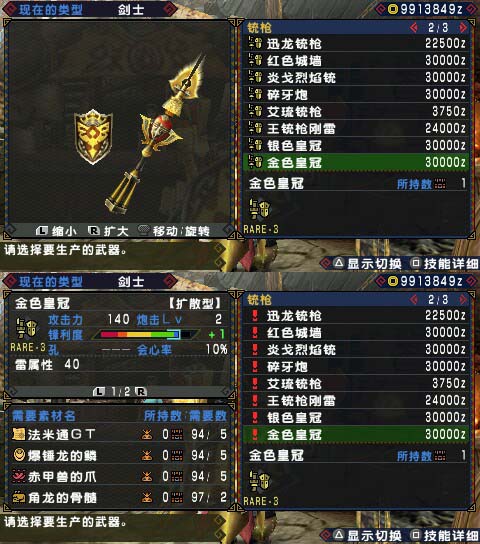 现在的类型 剑士
9913849z
铳枪 2/3
迅龙铳枪 22500z
红色城墙 30000z
炎戈烈焰铳 30000z
碎牙炮 30000z
艾琉铳枪 3750z
王铳枪刚雷 24000z
银色皇冠 30000z
金色皇冠 30000z
金色皇冠 所持数 1
RARE-3
L 缩小 R 扩大 移动/旋转
请选择要生产的武器。
△显示切换 □技能详细
现在的类型 剑士
9913849z
金色皇冠 【扩散型】
攻击力 140 炮击Lv 2
锋利度 +1
RARE-3
孔 --- 会心率 10%
雷属性 40
L 1/2 R
需要素材名 所持数 需要数
法米通GT 0 94/ 5
爆锤龙的鳞 0 94/ 5
赤甲兽的爪 0 94/ 5
角龙的骨髓 0 97/ 2
铳枪 2/3
迅龙铳枪 22500z
红色城墙 30000z
炎戈烈焰铳 30000z
碎牙炮 30000z
艾琉铳枪 3750z
王铳枪刚雷 24000z
银色皇冠 30000z
金色皇冠 30000z
金色皇冠 所持数 1
RARE-3
请选择要生产的武器。
△显示切换 □技能详细